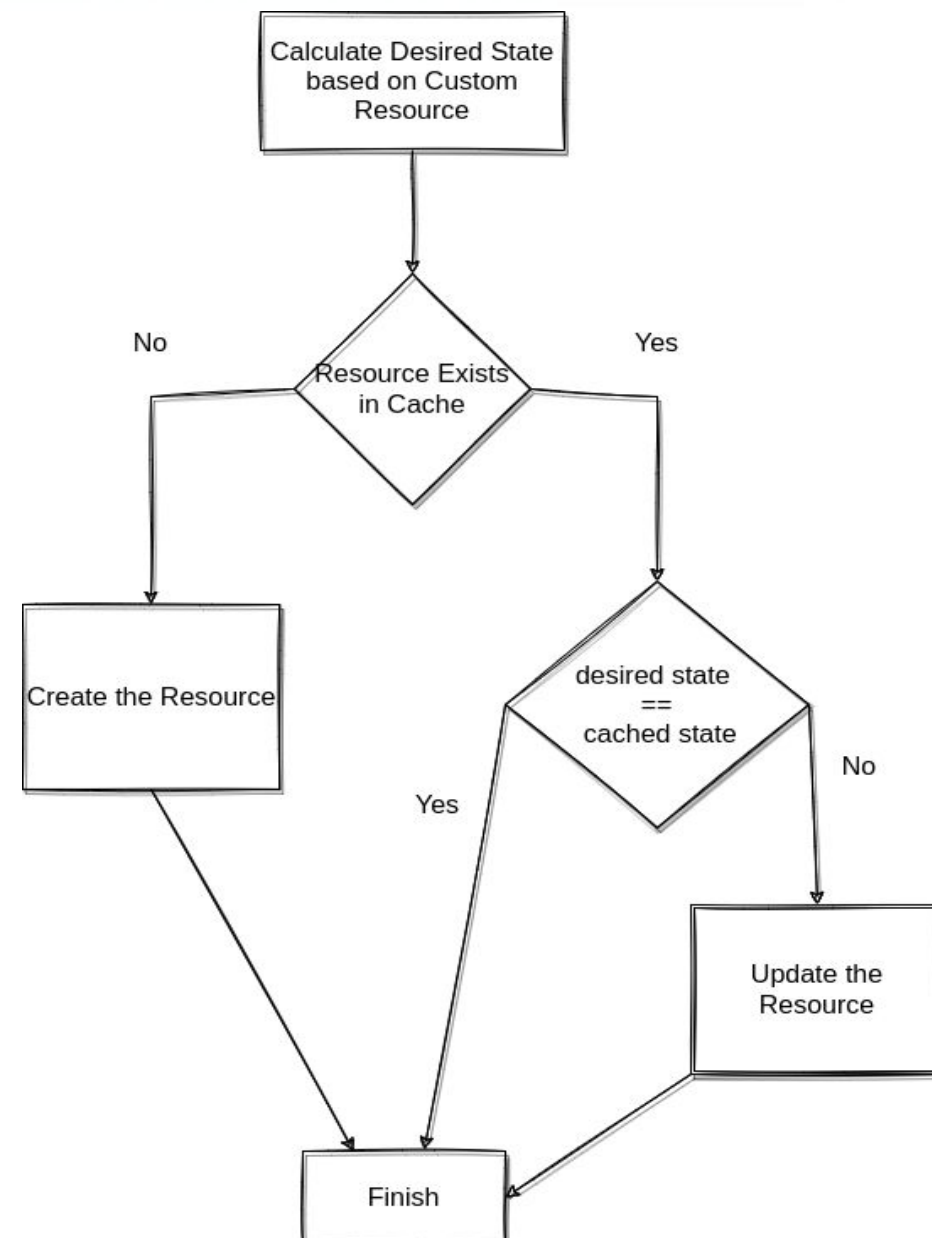 Calculate Desired State
based on Custom
Resource
No
Yes
Resource Exists
in Cache
Create the Resource
desired state
==
cached state
Yes
No
Update the
Resource
Finish